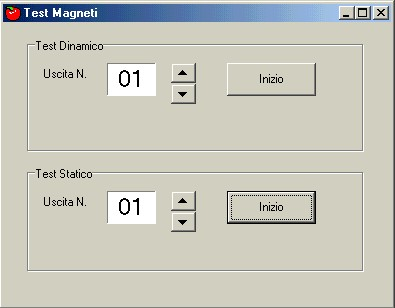 Test Magneti
Test Dinamico
Uscita N. 01 Inizio
Test Statico
Uscita N. 01 Inizio